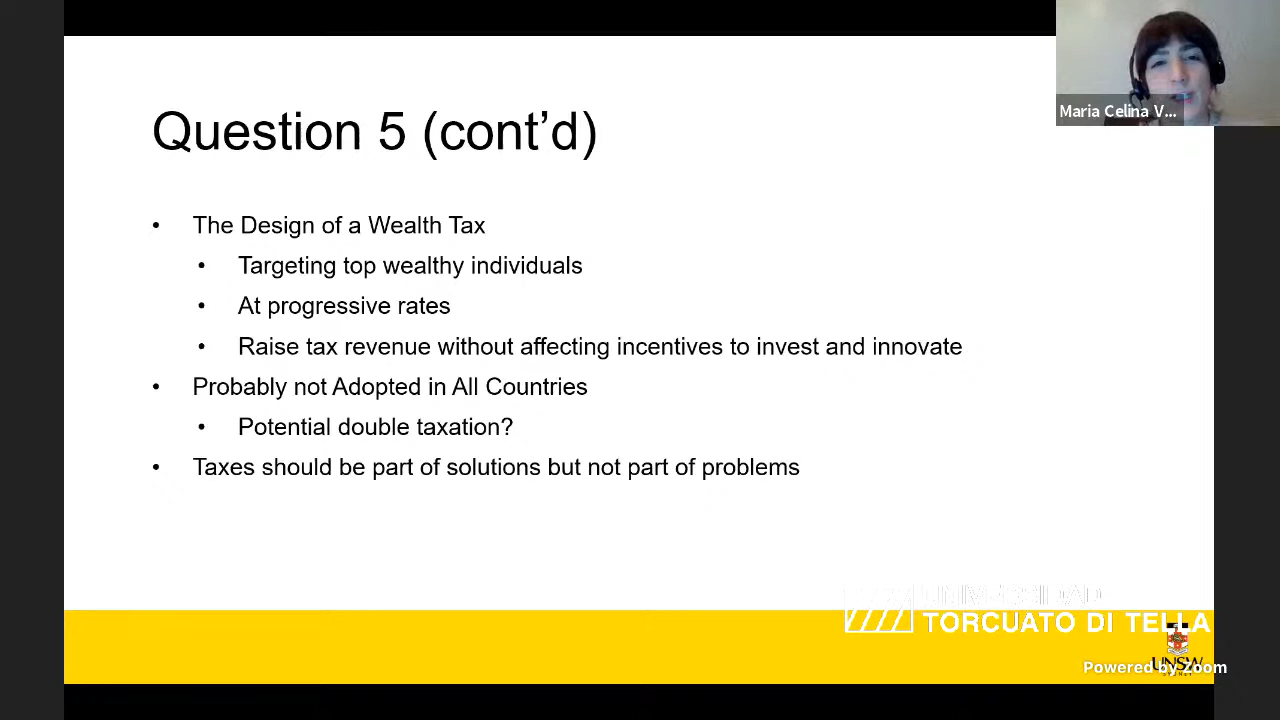 Maria Celina V...
Question 5 (cont’d)
• The Design of a Wealth Tax
• Targeting top wealthy individuals
• At progressive rates
• Raise tax revenue without affecting incentives to invest and innovate
• Probably not Adopted in All Countries
• Potential double taxation?
• Taxes should be part of solutions but not part of problems
UNIVERSIDAD
TORCUATO DI TELLA
UNSW
SYDNEY
Powered by Zoom